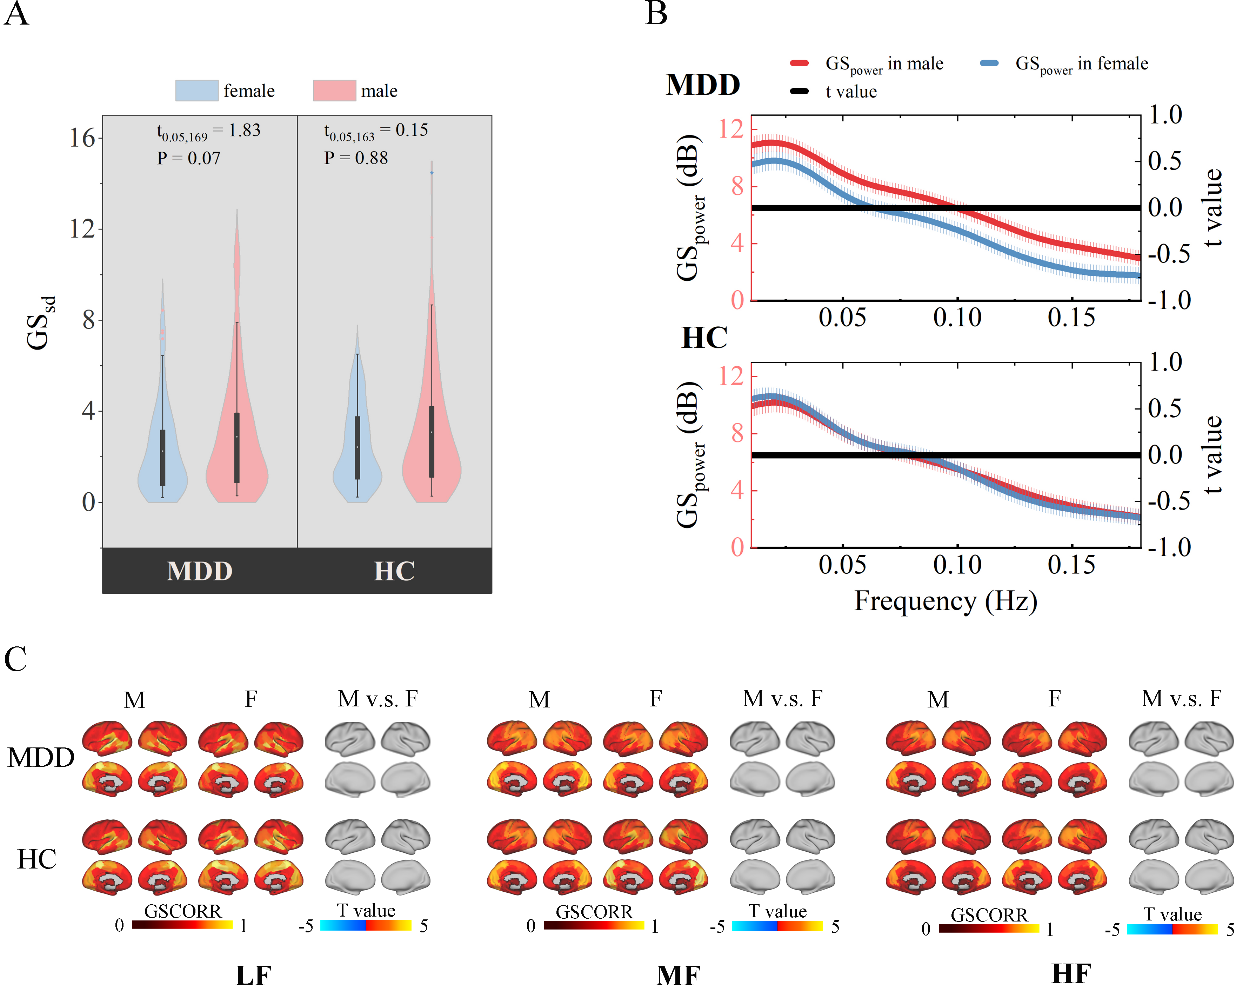 A
female male
t0.05,169 = 1.83
P = 0.07
t0.05,163 = 0.15
P = 0.88
16
12
8
4
0
GSsd
MDD HC
B
GSpower in male GSpower in female
t value
MDD
12
8
4
0
GSpower (dB)
1.0
0.5
0.0
-0.5
-1.0
t value
0.05 0.10 0.15
HC
12
8
4
0
GSpower (dB)
1.0
0.5
0.0
-0.5
-1.0
t value
0.05 0.10 0.15
Frequency (Hz)
C
M F M v.s. F M F M v.s. F M F M v.s. F
MDD
HC
GSCORR T value GSCORR T value GSCORR T value
0 1 -5 5 0 1 -5 5 0 1 -5 5
LF MF HF